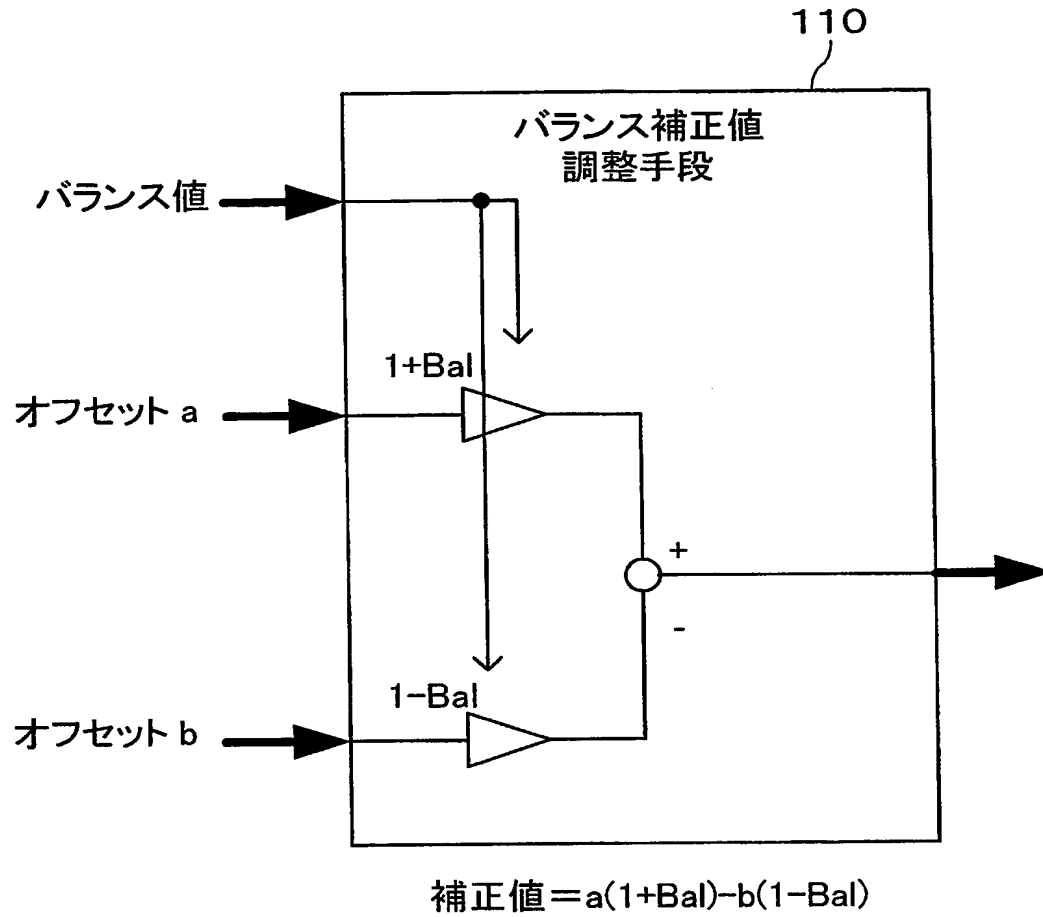 110
バランス補正値
調整手段
バランス値
1+Bal
オフセット a
+
-
1-Bal
オフセット b
補正値=a(1+Bal)-b(1-Bal)